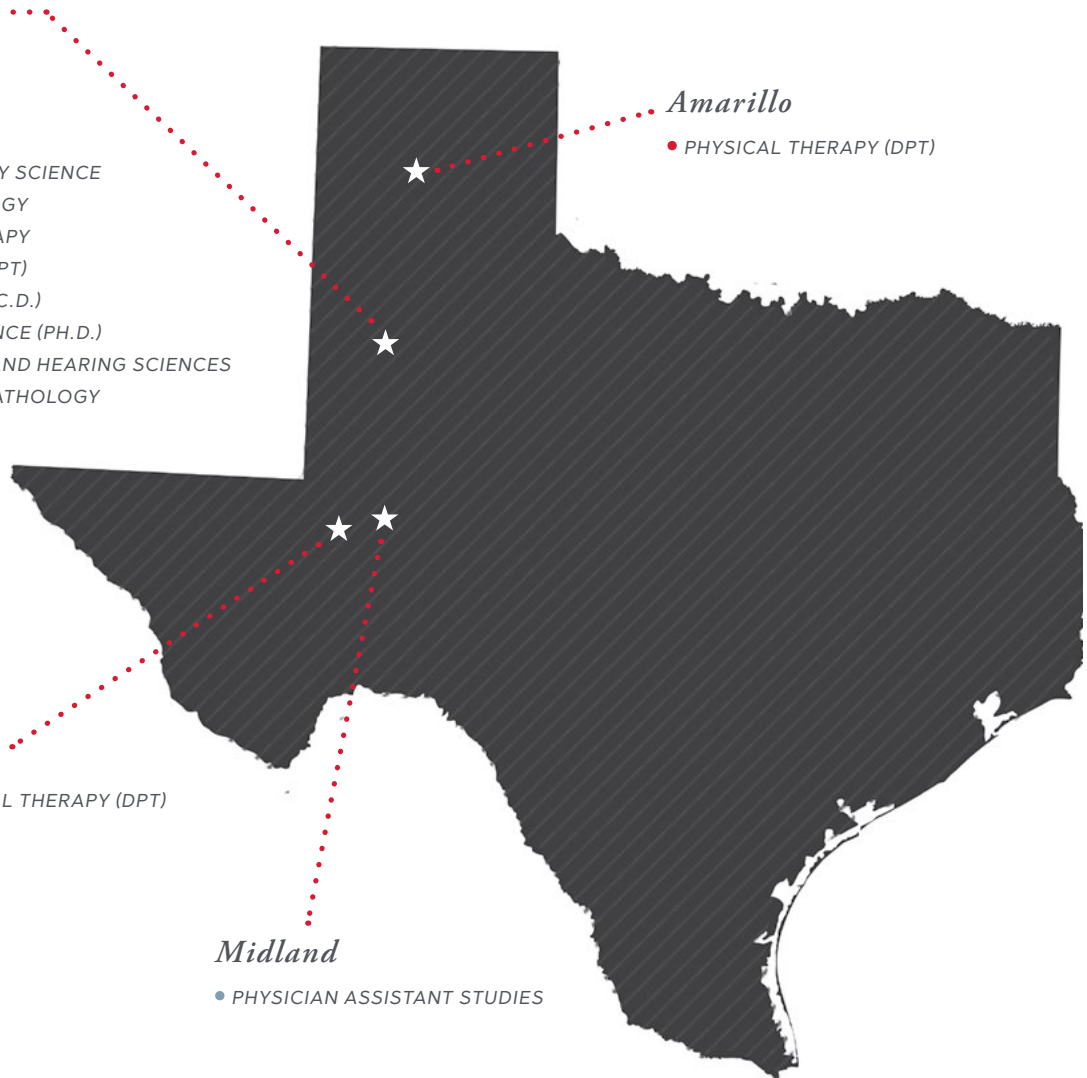 Amarillo
• PHYSICAL THERAPY (DPT)
Y SCIENCE
GY
APY
PT)
C.D.)
NCE (PH.D.)
ND HEARING SCIENCES
ATHOLOGY
L THERAPY (DPT)
Midland
• PHYSICIAN ASSISTANT STUDIES